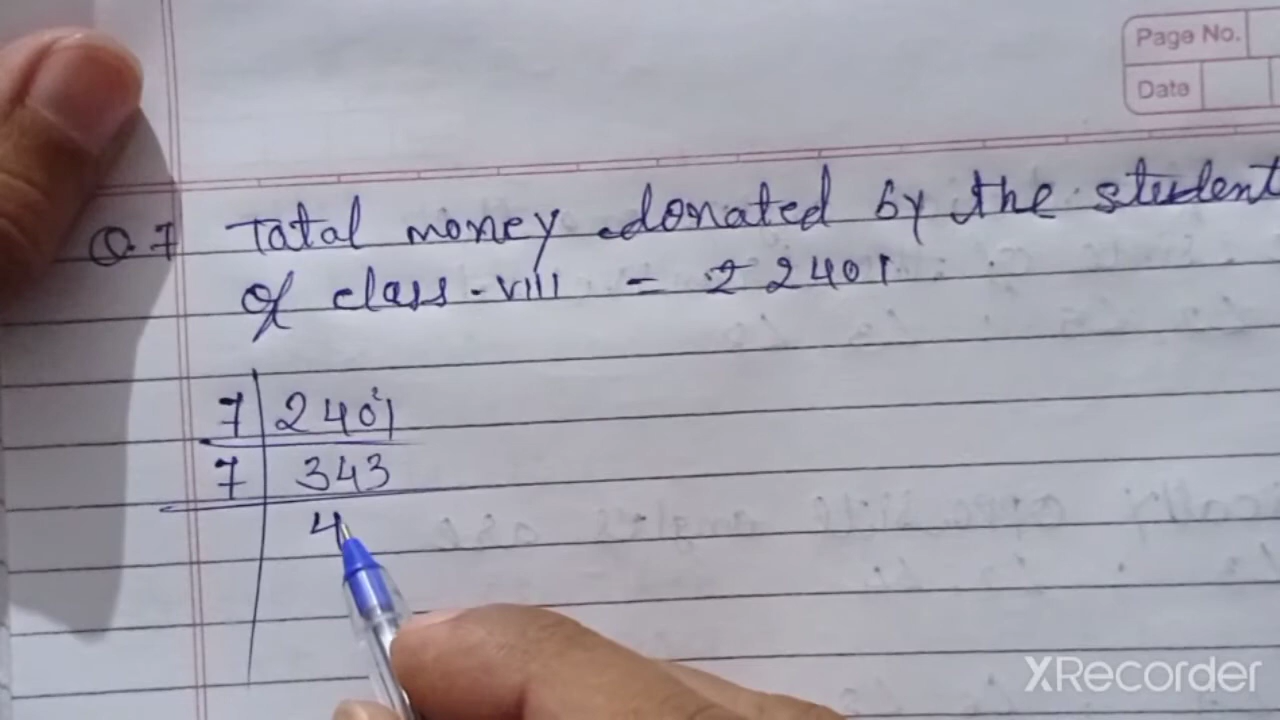 Page No.
Date
Q.7 Tatal money donated by the student
of class-VIII = ₹ 2401
7 2401
7 343
4
XRecorder